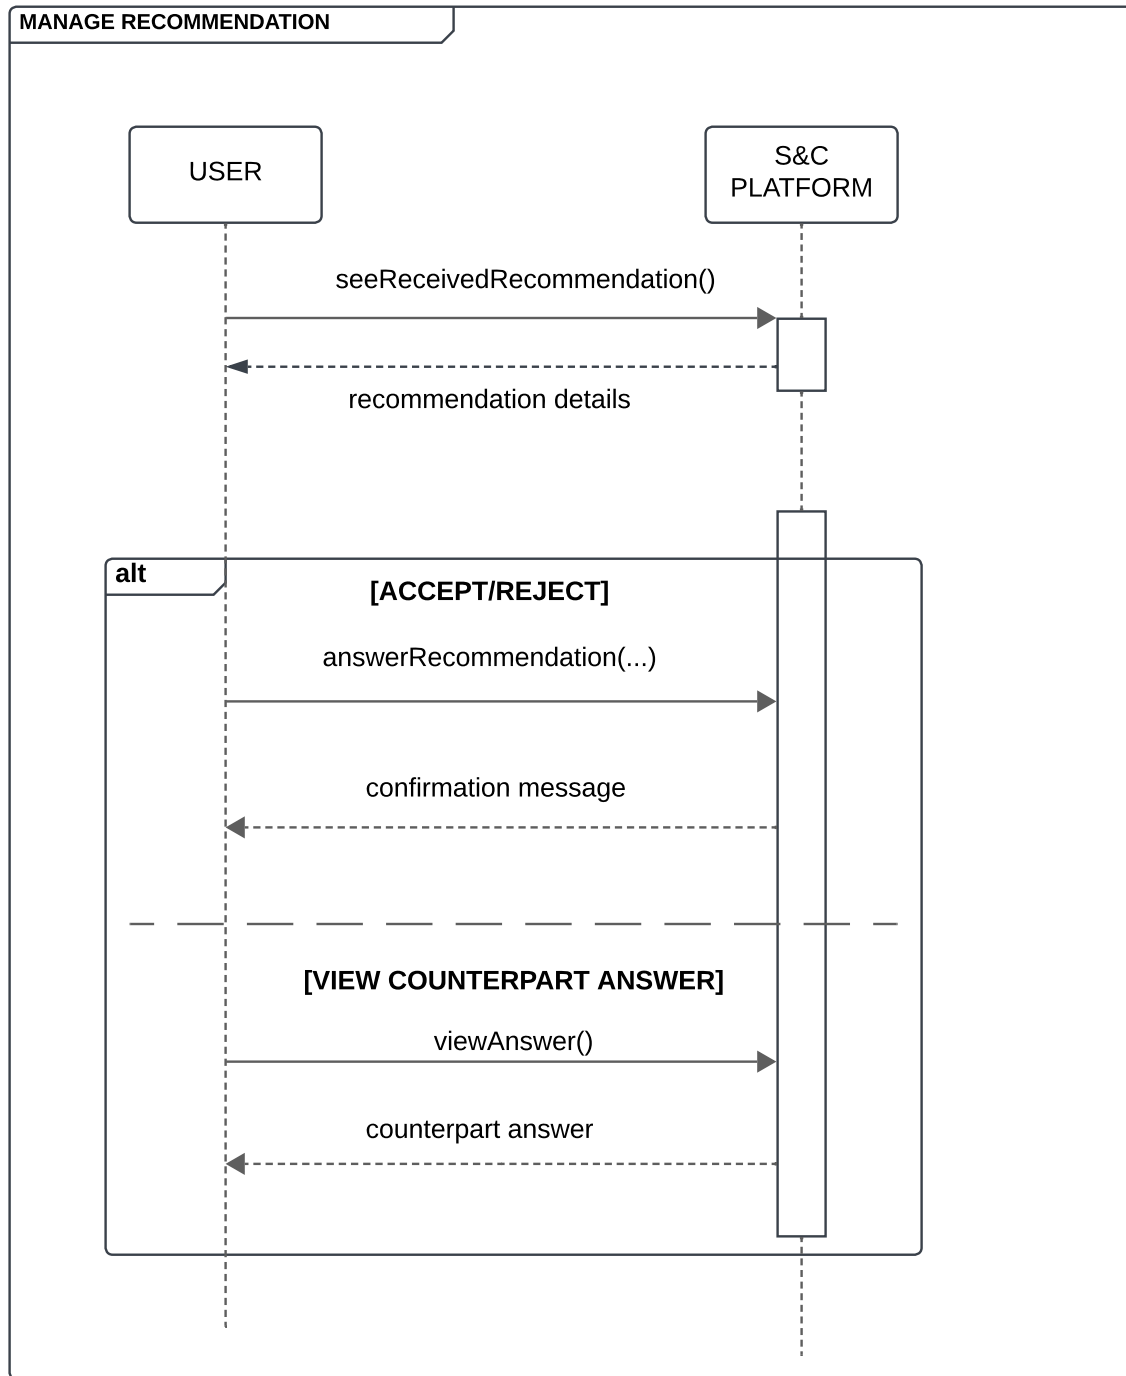 MANAGE RECOMMENDATION
USER
S&C
PLATFORM
seeReceivedRecommendation()
recommendation details
alt
[ACCEPT/REJECT]
answerRecommendation(...)
confirmation message
[VIEW COUNTERPART ANSWER]
viewAnswer()
counterpart answer